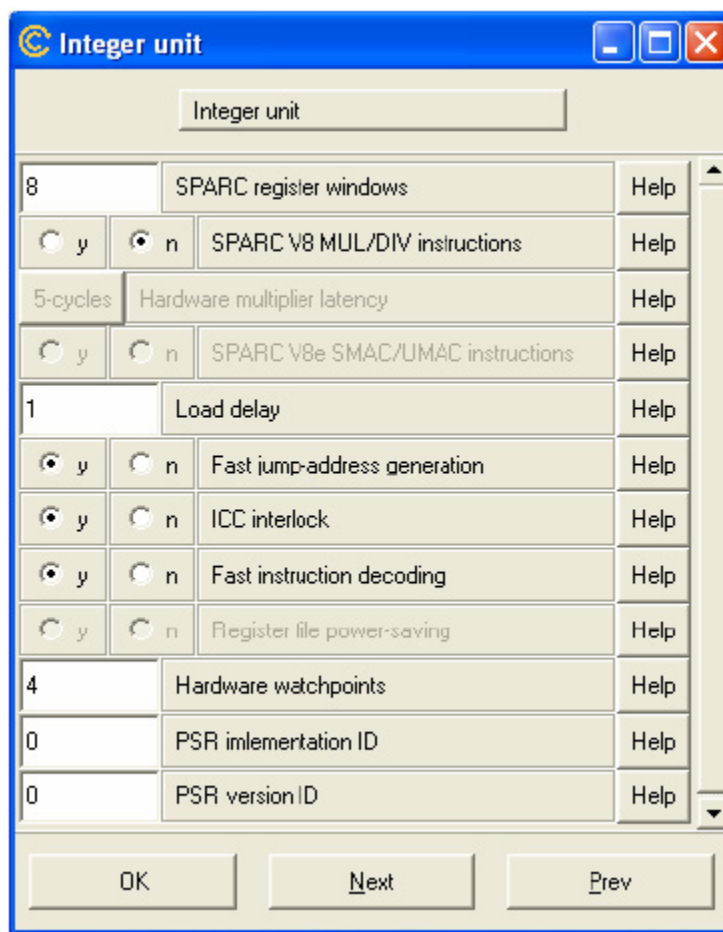 Integer unit
Integer unit
8 SPARC register windows Help
y n SPARC V8 MUL/DIV instructions Help
5-cycles Hardware multiplier latency Help
y n SPARC V8e SMAC/UMAC instructions Help
1 Load delay Help
y n Fast jump-address generation Help
y n ICC interlock Help
y n Fast instruction decoding Help
y n Register file power-saving Help
4 Hardware watchpoints Help
0 PSR imlementation ID Help
0 PSR version ID Help
OK Next Prev